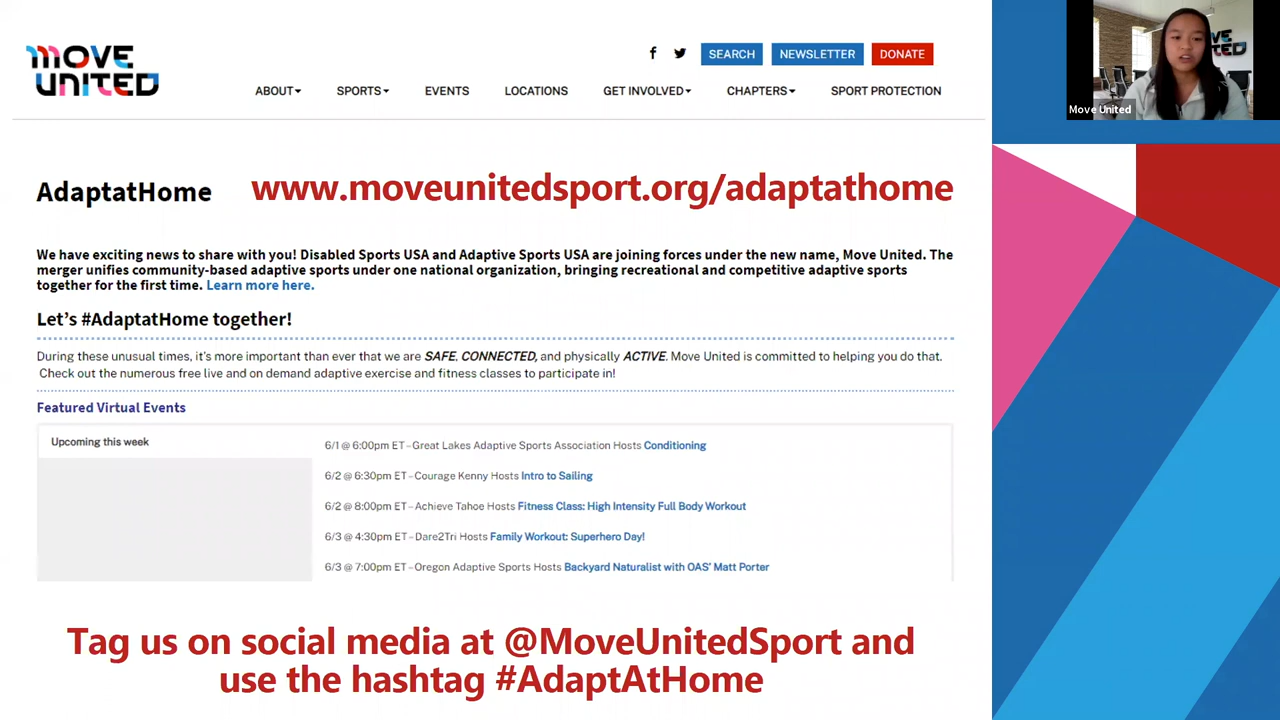 MOVE
UNITED
SEARCH
NEWSLETTER
DONATE
ABOUT
SPORTS
EVENTS
LOCATIONS
GET INVOLVED
CHAPTERS
SPORT PROTECTION
Move United
AdaptatHome
www.moveunitedsport.org/adaptathome
We have exciting news to share with you! Disabled Sports USA and Adaptive Sports USA are joining forces under the new name, Move United. The
merger unifies community-based adaptive sports under one national organization, bringing recreational and competitive adaptive sports
together for the first time. Learn more here.
Let's #AdaptatHome together!
During these unusual times, it's more important than ever that we are SAFE. CONNECTED, and physically ACTIVE. Move United is committed to helping you do that.
Check out the numerous free live and on demand adaptive exercise and fitness classes to participate in!
Featured Virtual Events
Upcoming this week
6/1 @ 6:00pm ET – Great Lakes Adaptive Sports Association Hosts Conditioning
6/2 @ 6:30pm ET – Courage Kenny Hosts Intro to Sailing
6/2 @ 8:00pm ET – Achieve Tahoe Hosts Fitness Class: High Intensity Full Body Workout
6/3 @ 4:30pm ET – Dare2Tri Hosts Family Workout: Superhero Day!
6/3 @ 7:00pm ET – Oregon Adaptive Sports Hosts Backyard Naturalist with OAS' Matt Porter
Tag us on social media at @MoveUnitedSport and
use the hashtag #AdaptAtHome